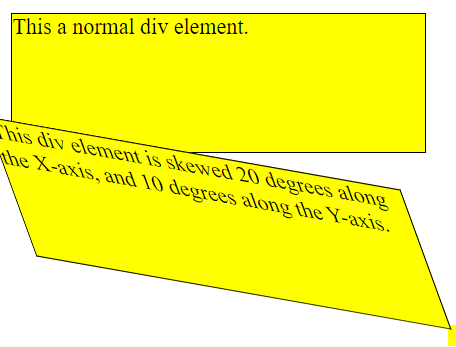 This a normal div element.
This div element is skewed 20 degrees along
the X-axis, and 10 degrees along the Y-axis.